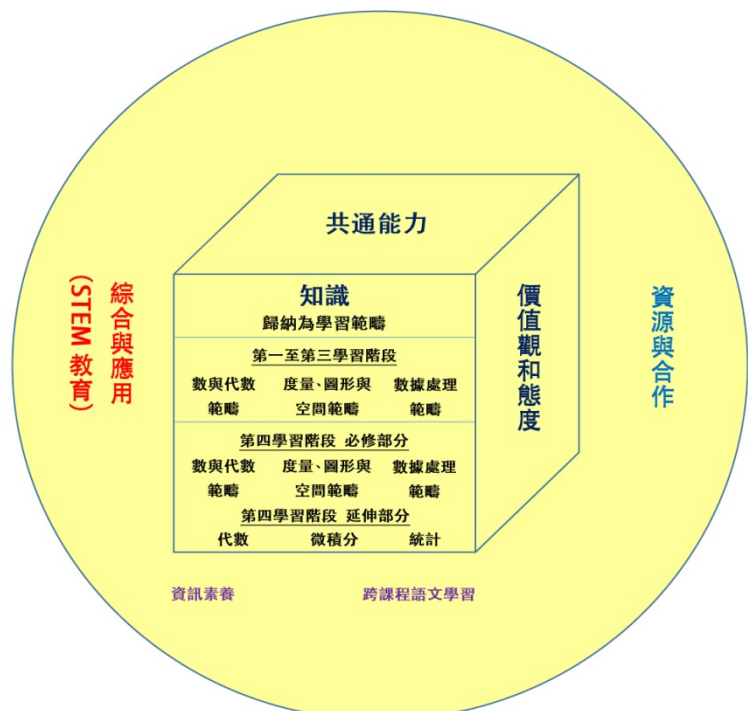 共通能力
知識
歸納為學習範疇
第一至第三學習階段
數與代數 度量、圖形與 數據處理
範疇 空間範疇 範疇
第四學習階段 必修部分
數與代數 度量、圖形與 數據處理
範疇 空間範疇 範疇
第四學習階段 延伸部分
代數 微積分 統計
價值觀和態度
綜合與應用
(STEM 教育)
資源與合作
資訊素養 跨課程語文學習